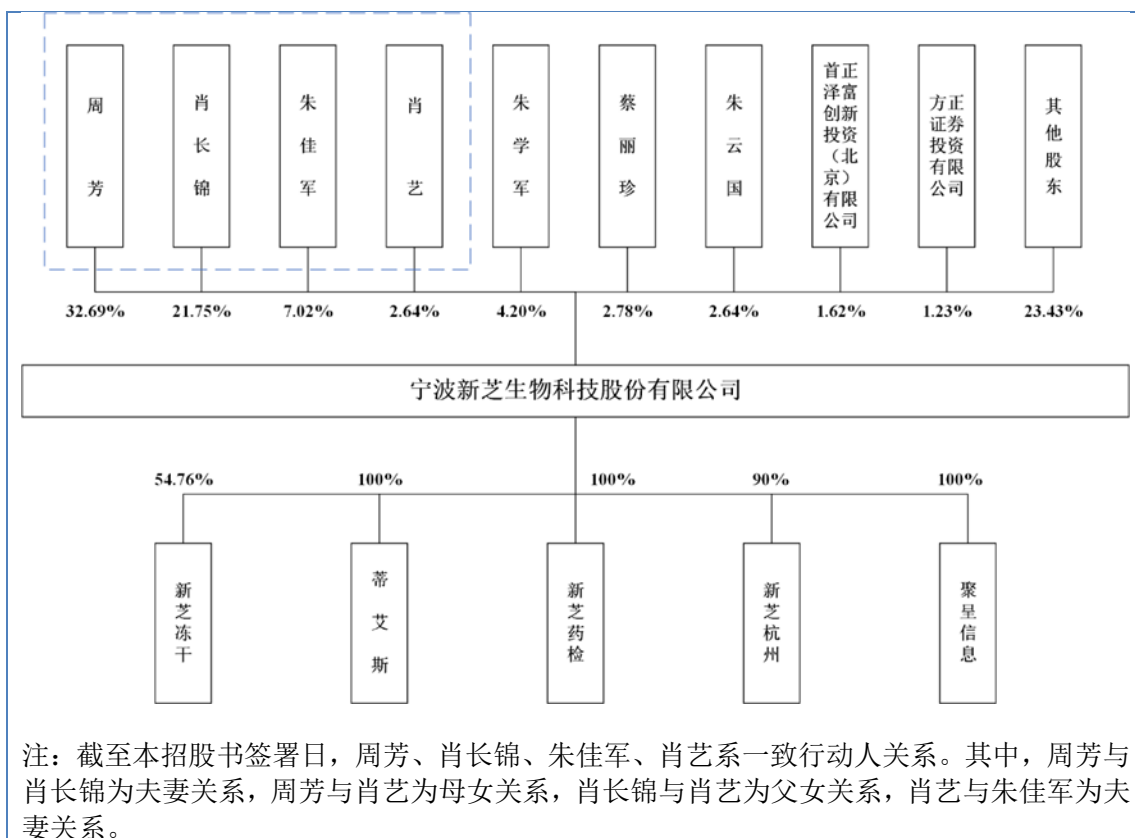 周芳
肖长锦
朱佳军
肖艺
朱学军
蔡丽珍
朱云国
首正泽富创新投资（北京）有限公司
方正证券投资有限公司
其他股东
32.69%
21.75%
7.02%
2.64%
4.20%
2.78%
2.64%
1.62%
1.23%
23.43%
宁波新芝生物科技股份有限公司
54.76%
100%
100%
90%
100%
新芝冻干
蒂艾斯
新芝药检
新芝杭州
聚呈信息
注：截至本招股书签署日，周芳、肖长锦、朱佳军、肖艺系一致行动人关系。其中，周芳与
肖长锦为夫妻关系，周芳与肖艺为母女关系，肖长锦与肖艺为父女关系，肖艺与朱佳军为夫
妻关系。